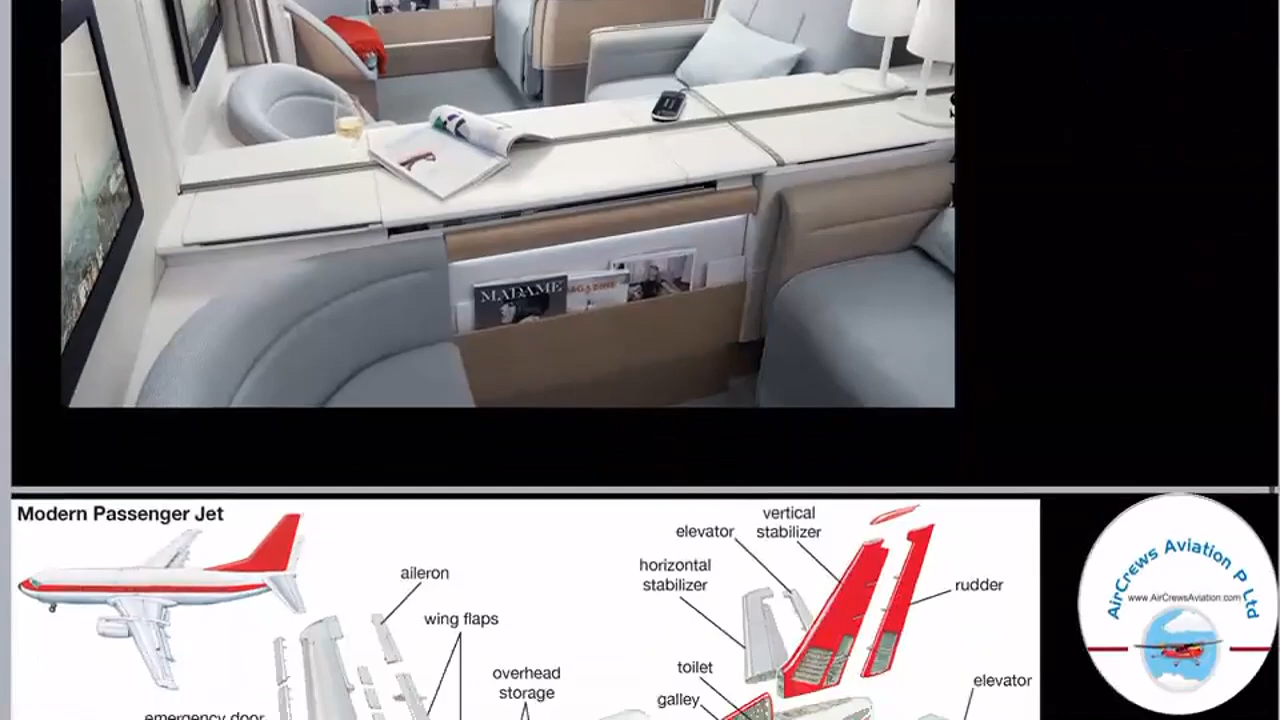 MADAME
MAGAZINE
Modern Passenger Jet
vertical
stabilizer
elevator
horizontal
stabilizer
aileron
rudder
wing flaps
toilet
overhead
storage
elevator
galley
emergency door
AirCrews Aviation P Ltd
www.AirCrewsAviation.com